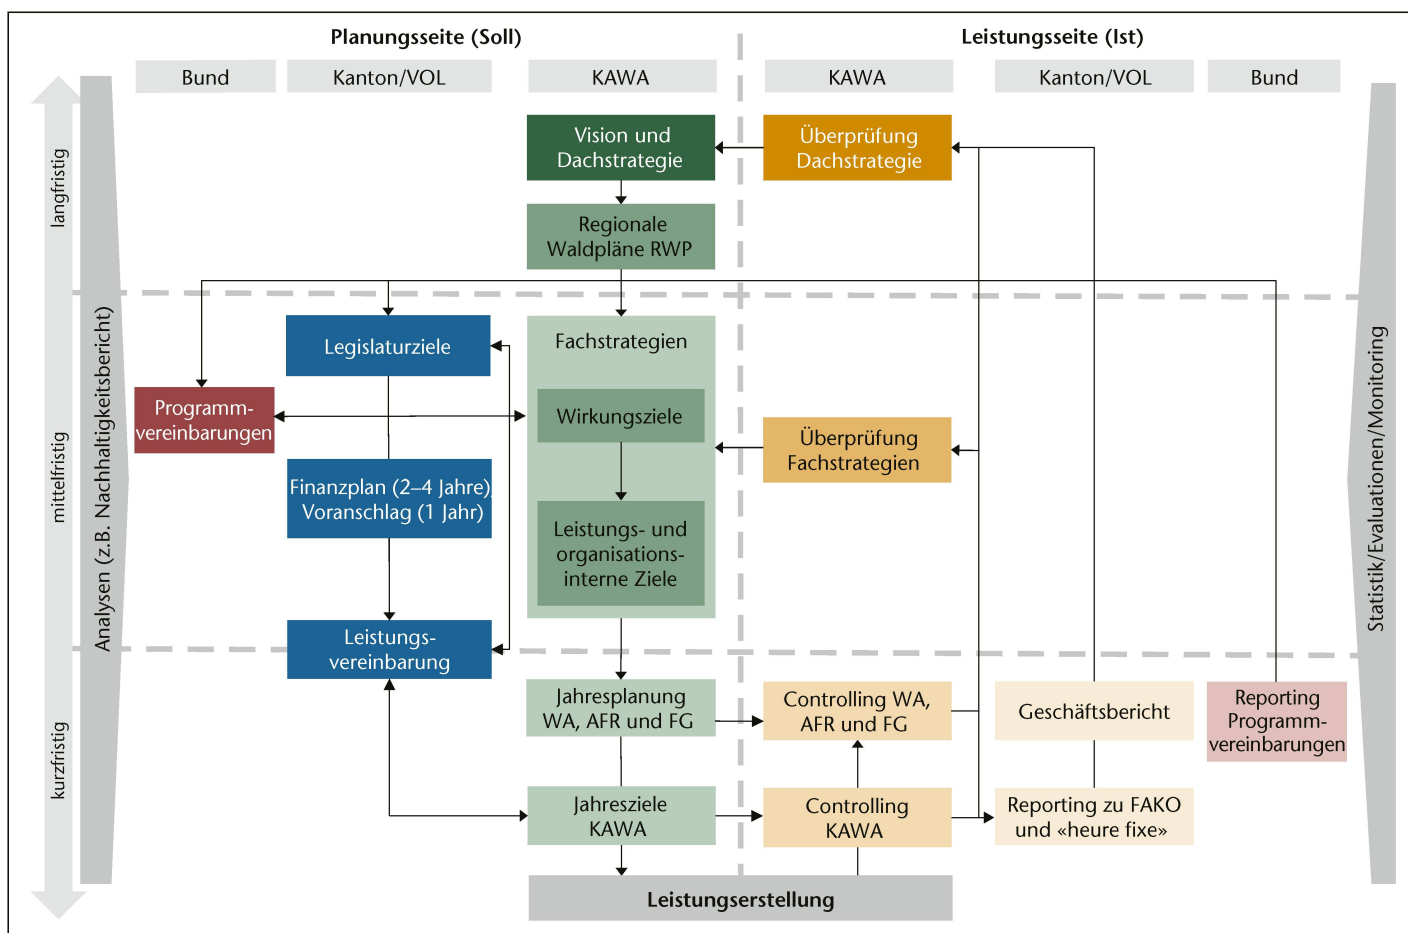 Planungsseite (Soll)
Leistungsseite (Ist)
Bund
Kanton/VOL
KAWA
KAWA
Kanton/VOL
Bund
langfristig
mittelfristig
kurzfristig
Analysen (z.B. Nachhaltigkeitsbericht)
Vision und
Dachstrategie
Überprüfung
Dachstrategie
Regionale
Waldpläne RWP
Legislaturziele
Fachstrategien
Programm-
vereinbarungen
Wirkungsziele
Überprüfung
Fachstrategien
Finanzplan (2–4 Jahre),
Voranschlag (1 Jahr)
Leistungs- und
organisations-
interne Ziele
Leistungs-
vereinbarung
Jahresplanung
WA, AFR und FG
Controlling WA,
AFR und FG
Geschäftsbericht
Reporting
Programm-
vereinbarungen
Jahresziele
KAWA
Controlling
KAWA
Reporting zu FAKO
und «heure fixe»
Leistungserstellung
Statistik/Evaluationen/Monitoring